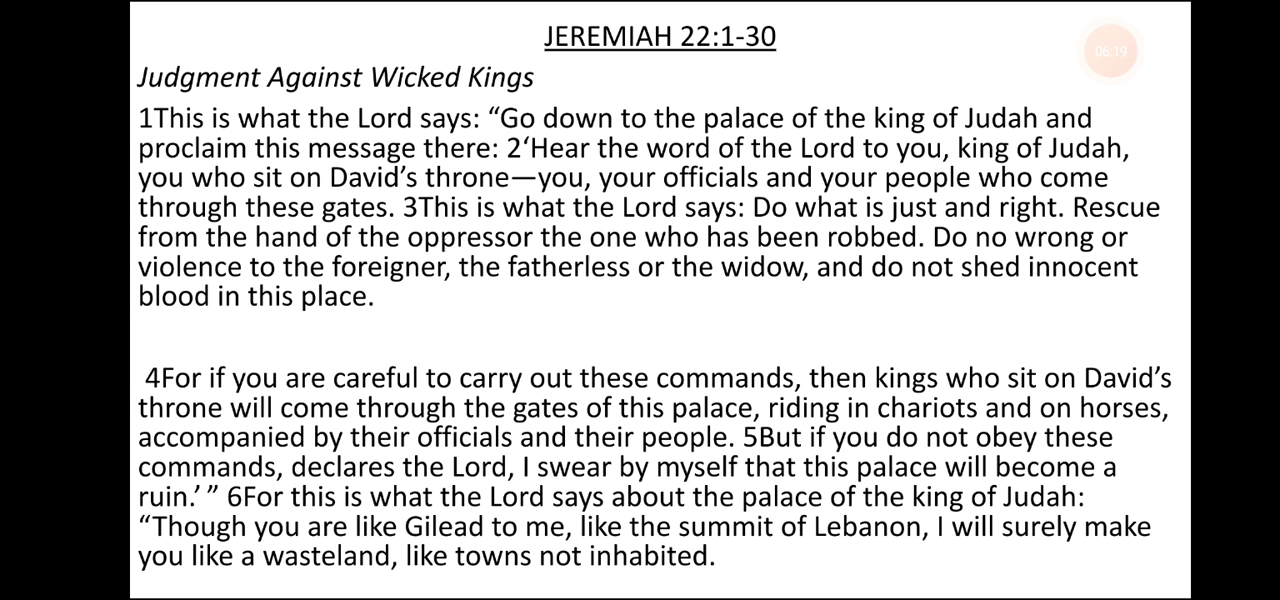 JEREMIAH 22:1-30
06:19
Judgment Against Wicked Kings
1This is what the Lord says: “Go down to the palace of the king of Judah and
proclaim this message there: 2‘Hear the word of the Lord to you, king of Judah,
you who sit on David’s throne—you, your officials and your people who come
through these gates. 3This is what the Lord says: Do what is just and right. Rescue
from the hand of the oppressor the one who has been robbed. Do no wrong or
violence to the foreigner, the fatherless or the widow, and do not shed innocent
blood in this place.
4For if you are careful to carry out these commands, then kings who sit on David’s
throne will come through the gates of this palace, riding in chariots and on horses,
accompanied by their officials and their people. 5But if you do not obey these
commands, declares the Lord, I swear by myself that this palace will become a
ruin.’ ” 6For this is what the Lord says about the palace of the king of Judah:
“Though you are like Gilead to me, like the summit of Lebanon, I will surely make
you like a wasteland, like towns not inhabited.